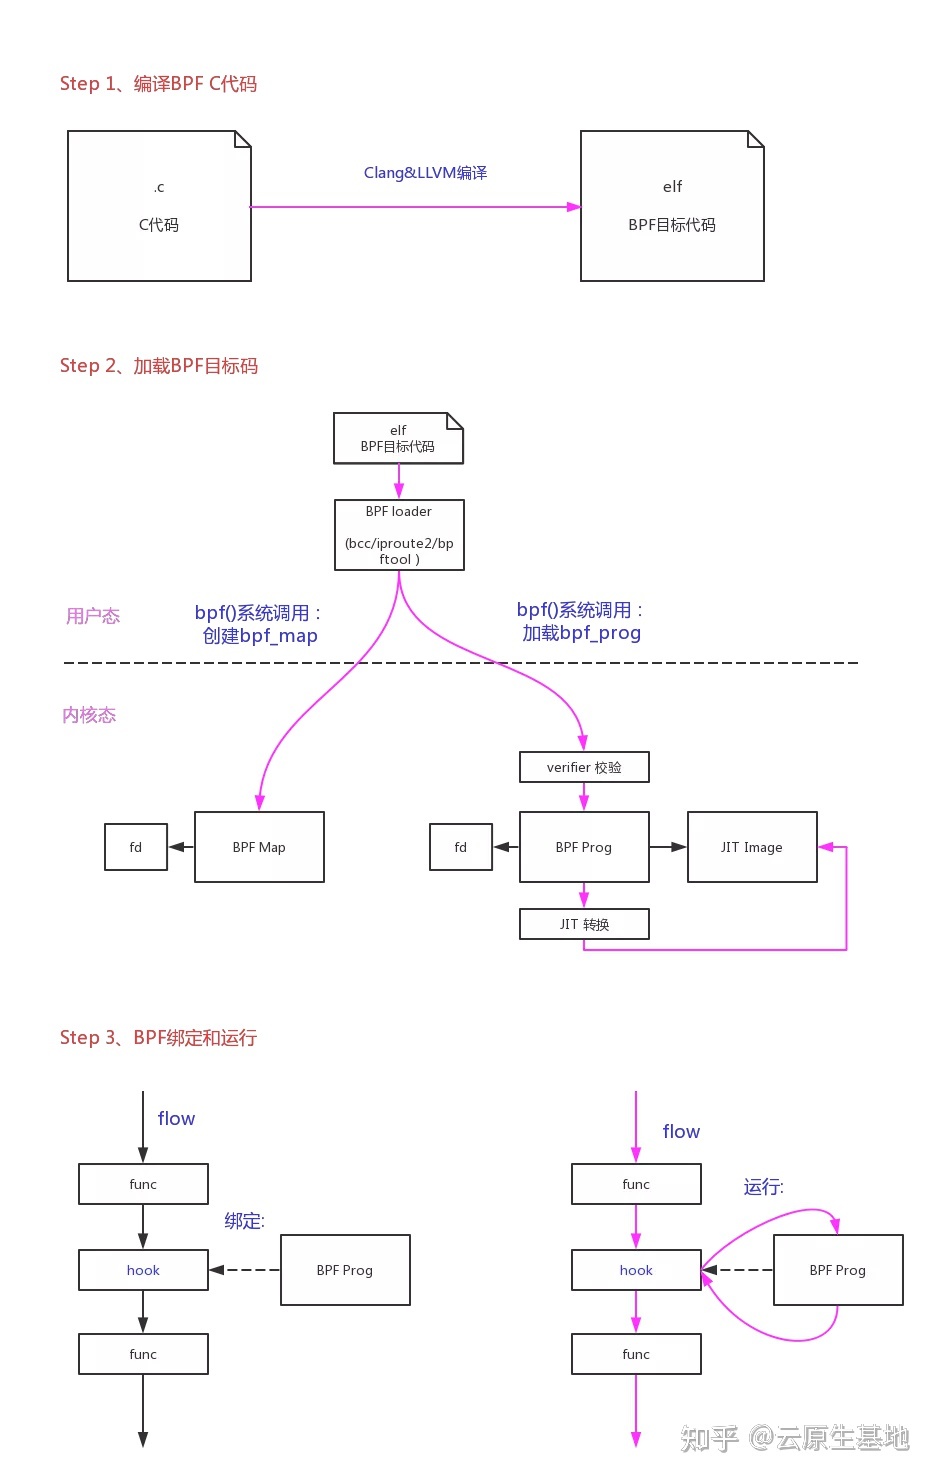 Step 1、编译BPF C代码
.c
C代码
Clang&LLVM编译
elf
BPF目标代码
Step 2、加载BPF目标码
elf
BPF目标代码
BPF loader
(bcc/iproute2/bp
ftool )
用户态
bpf()系统调用：
创建bpf_map
bpf()系统调用：
加载bpf_prog
内核态
verifier 校验
fd
BPF Map
fd
BPF Prog
JIT Image
JIT 转换
Step 3、BPF绑定和运行
flow
func
绑定:
hook
BPF Prog
func
flow
func
运行:
hook
BPF Prog
func
知乎 @云原生基地